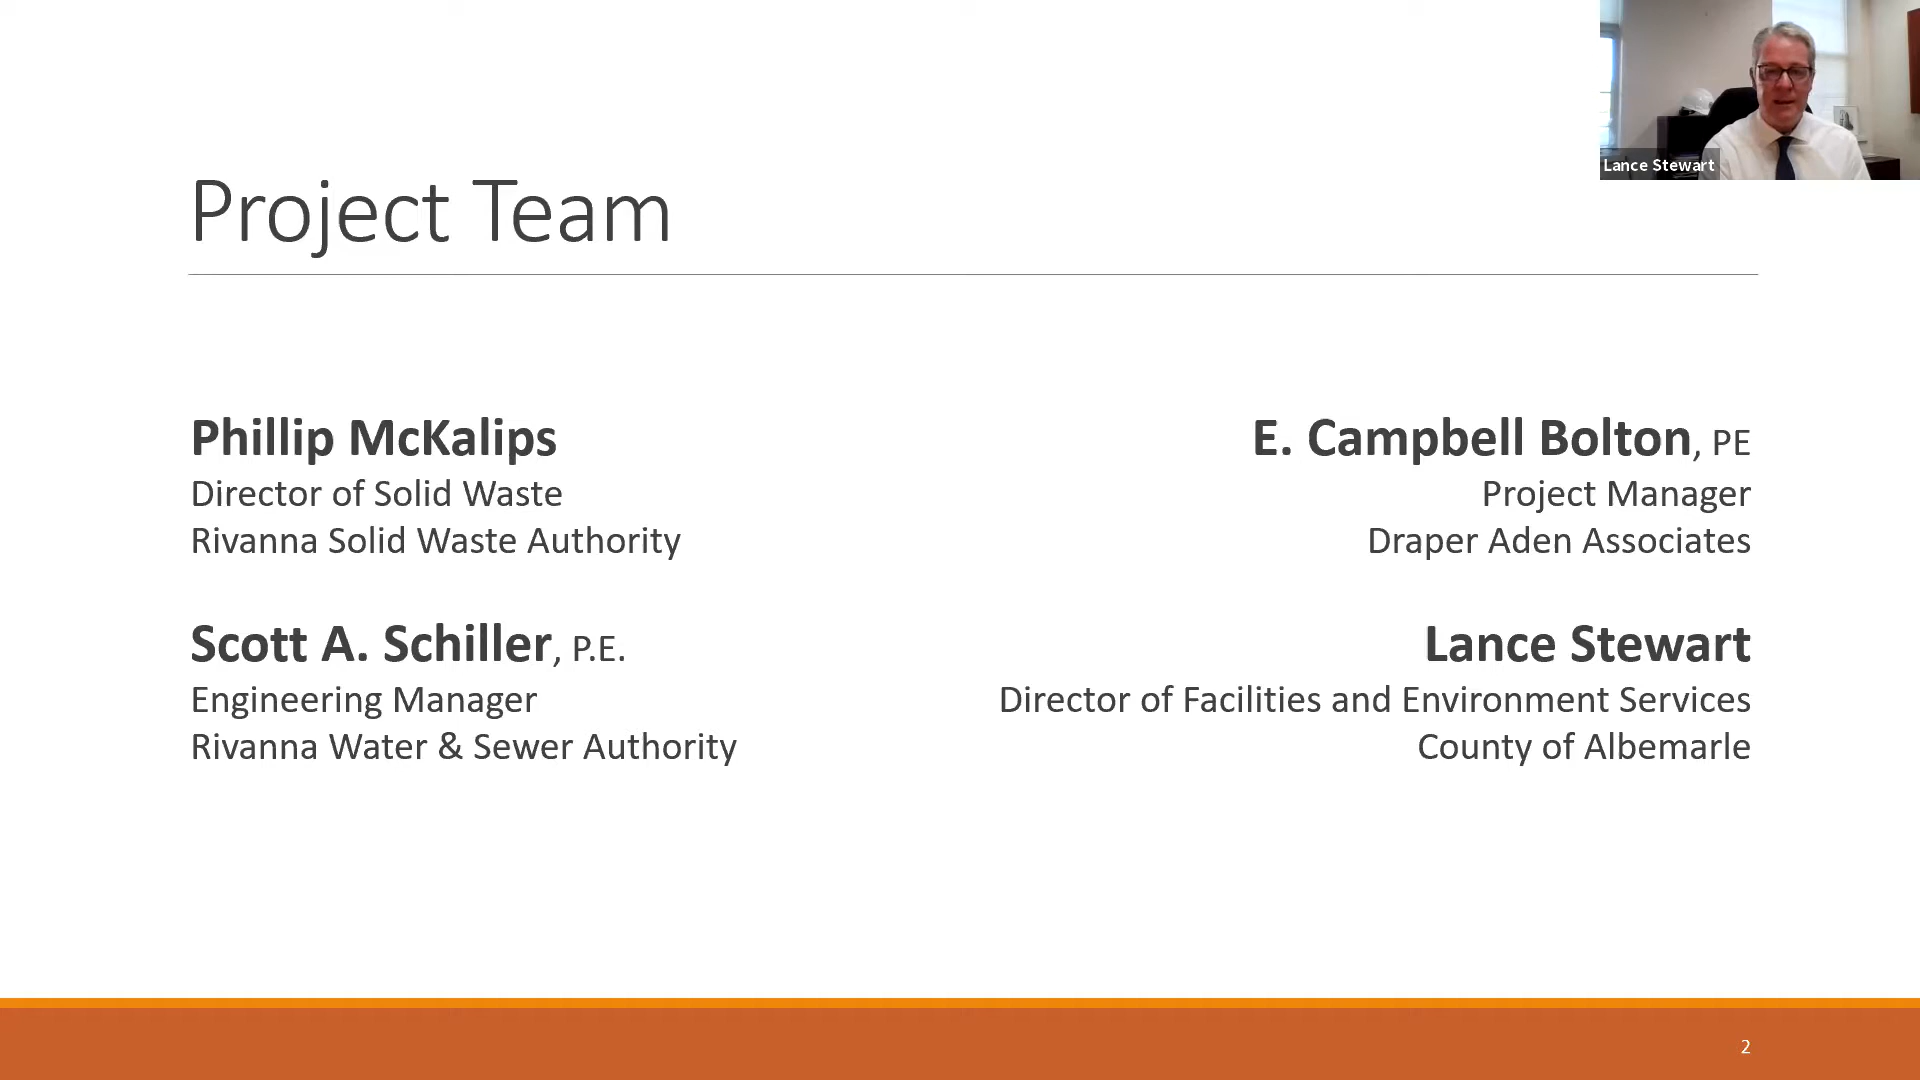 Lance Stewart
Project Team
Phillip McKalips
Director of Solid Waste
Rivanna Solid Waste Authority
Scott A. Schiller, P.E.
Engineering Manager
Rivanna Water & Sewer Authority
E. Campbell Bolton, PE
Project Manager
Draper Aden Associates
Lance Stewart
Director of Facilities and Environment Services
County of Albemarle
2